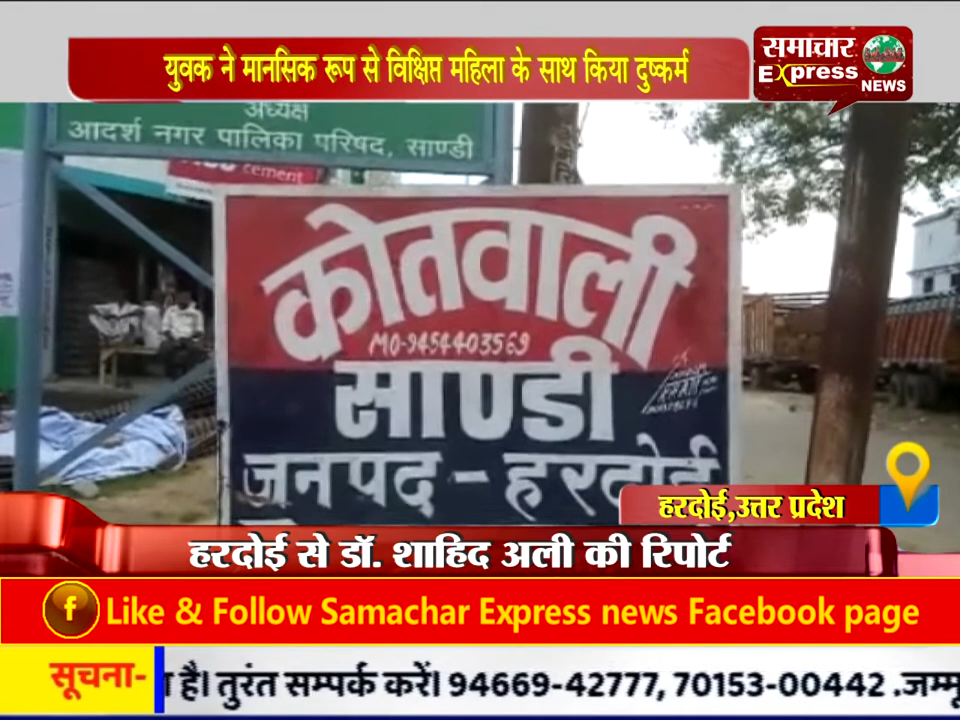 युवक ने मानसिक रूप से विक्षिप्त महिला के साथ किया दुष्कर्म
समाचार
Express
NEWS
अध्यक्ष
आदर्श नगर पालिका परिषद, साण्डी
cement
कोतवाली
MO-9454403569
साण्डी
जनपद - हरदोई
हरदोई,उत्तर प्रदेश
हरदोई से डॉ. शाहिद अली की रिपोर्ट
f Like & Follow Samachar Express news Facebook page
सूचना- है। तुरंत सम्पर्क करें। 94669-42777, 70153-00442 .जम्मू